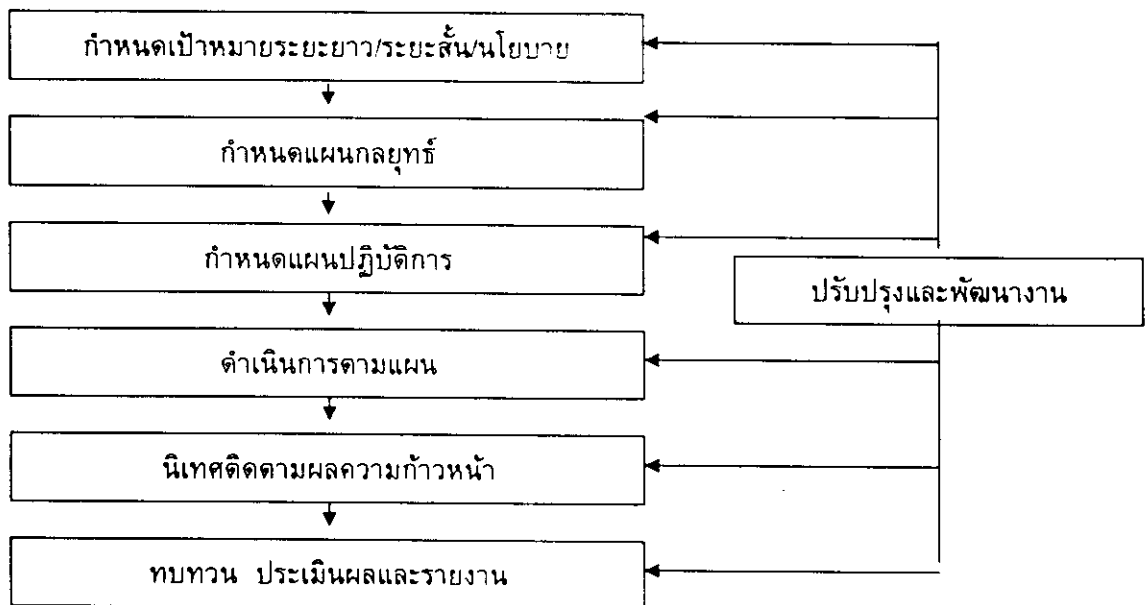 กำหนดเป้าหมายระยะยาว/ระยะสั้น/นโยบาย
กำหนดแผนกลยุทธ์
กำหนดแผนปฏิบัติการ
ปรับปรุงและพัฒนางาน
ดำเนินการตามแผน
นิเทศติดตามผลความก้าวหน้า
ทบทวน ประเมินผลและรายงาน